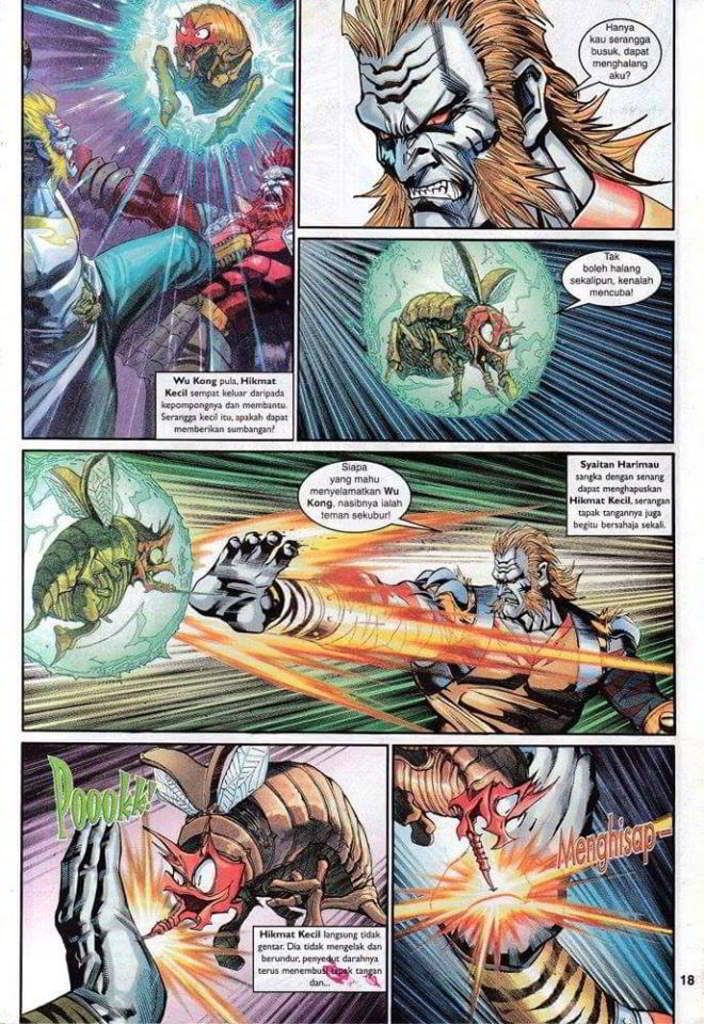 Wu Kong pula, Hikmat
Kecil sempat keluar daripada
kepompongnya dan membantu.
Serangga kecil itu, apakah dapat
memberikan sumbangan?
Hanya
kau serangga
busuk, dapat
menghalang
aku?
Tak
boleh halang
sekalipun, kenalah
mencuba!
Siapa
yang mahu
menyelamatkan Wu
Kong, nasibnya ialah
teman sekubur!
Syaitan Harimau
sangka dengan senang
dapat menghapuskan
Hikmat Kecil, serangan
tapak tangannya juga
begitu bersahaja sekali.
Poookk!
Hikmat Kecil langsung tidak
gentar. Dia tidak mengelak dan
berundur, penyedut darahnya
terus menembusi tapak tangan
dan...
Menghisap-
18